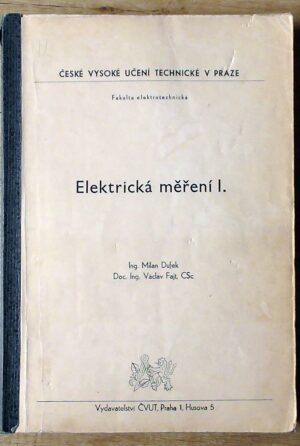 ČESKÉ VYSOKÉ UČENÍ TECHNICKÉ V PRAZE
Fakulta elektrotechnická
Elektrická měření I.
Ing. Milan Dufek
Doc. Ing. Václav Fajt, CSc
Vydavatelství ČVUT, Praha 1, Husova 5